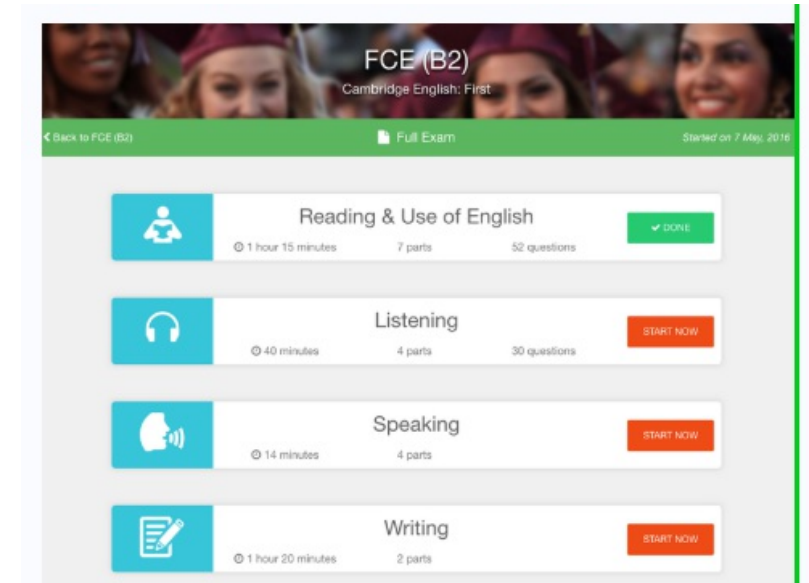 FCE (B2)
Cambridge English: First
Back to FCE (B2)
Full Exam
Started on 7 May, 2016
Reading & Use of English
1 hour 15 minutes 7 parts 52 questions
DONE
Listening
40 minutes 4 parts 30 questions
START NOW
Speaking
14 minutes 4 parts
START NOW
Writing
1 hour 20 minutes 2 parts
START NOW